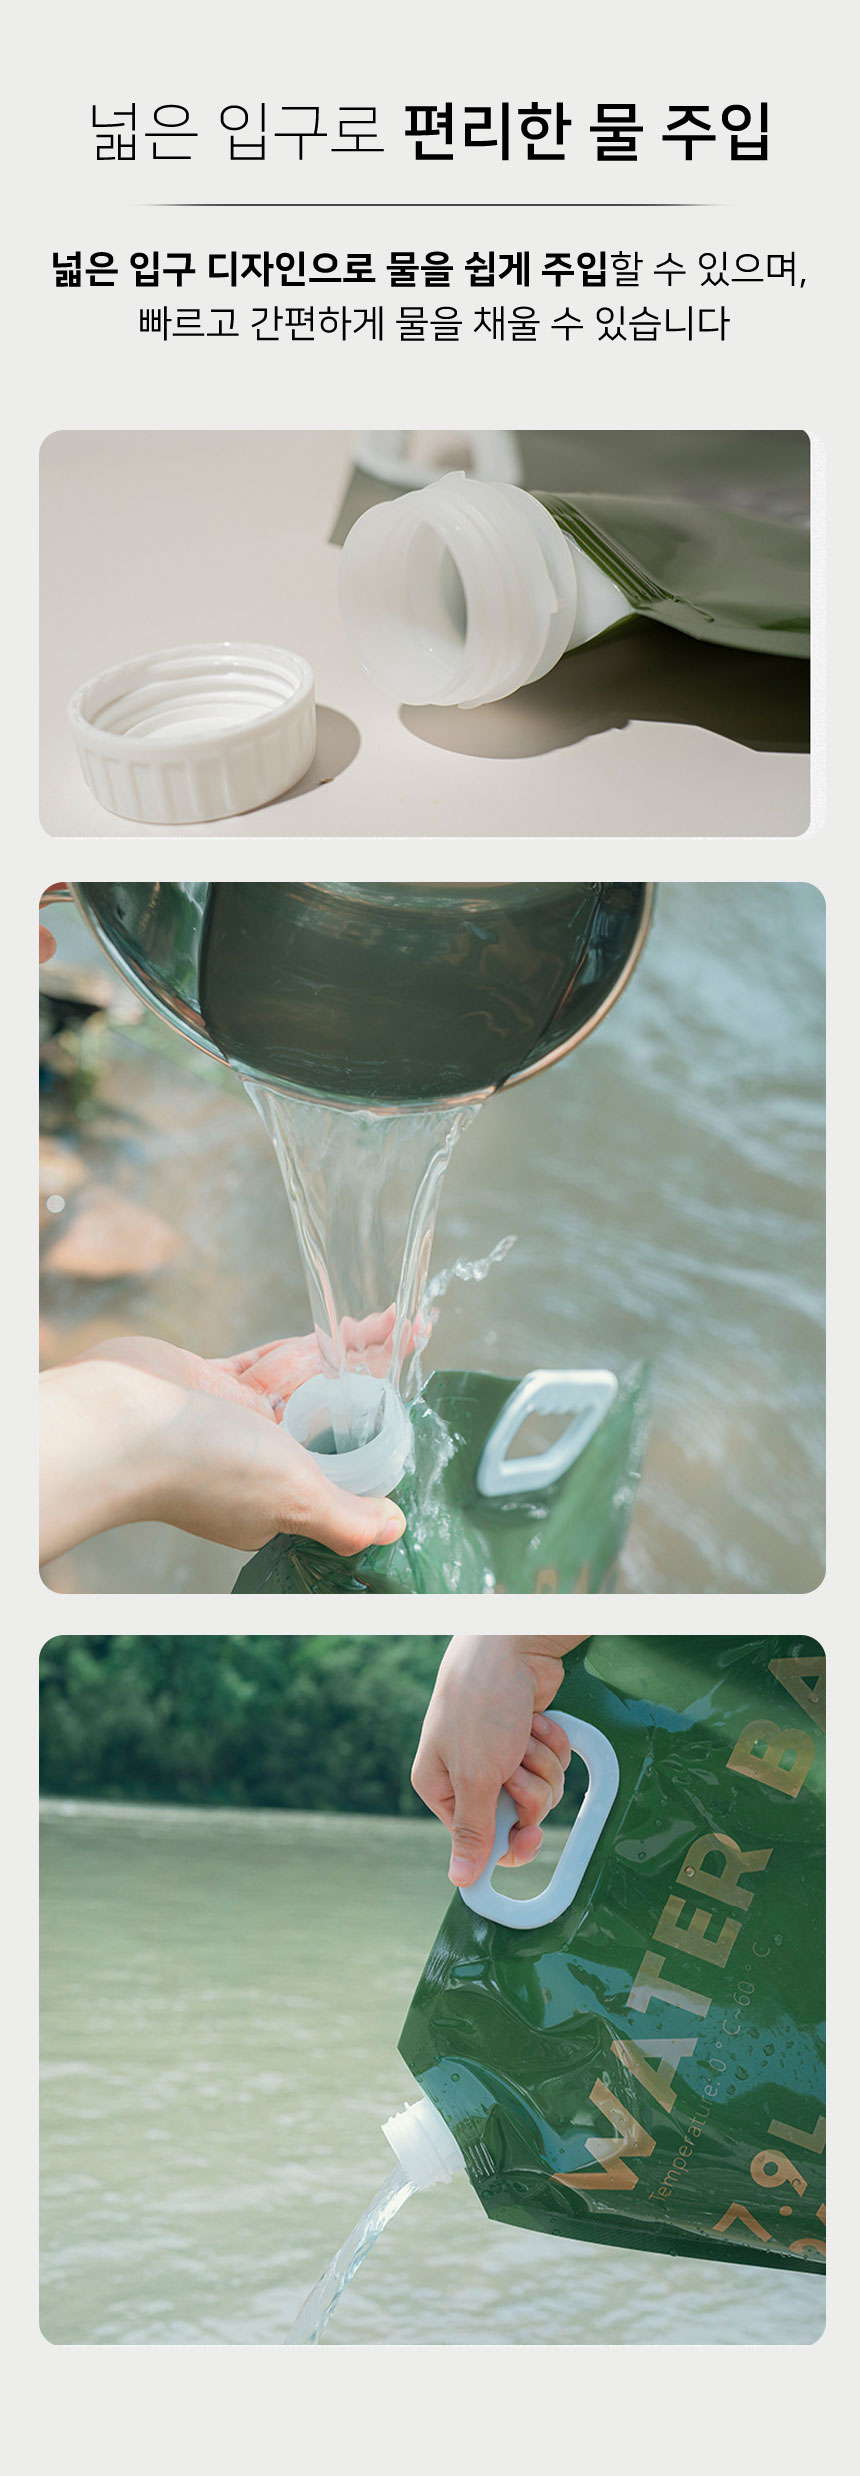 넓은 입구로 편리한 물 주입
넓은 입구 디자인으로 물을 쉽게 주입할 수 있으며,
빠르고 간편하게 물을 채울 수 있습니다
WATER BA
Temperature: 0°C~60°C
7.9L